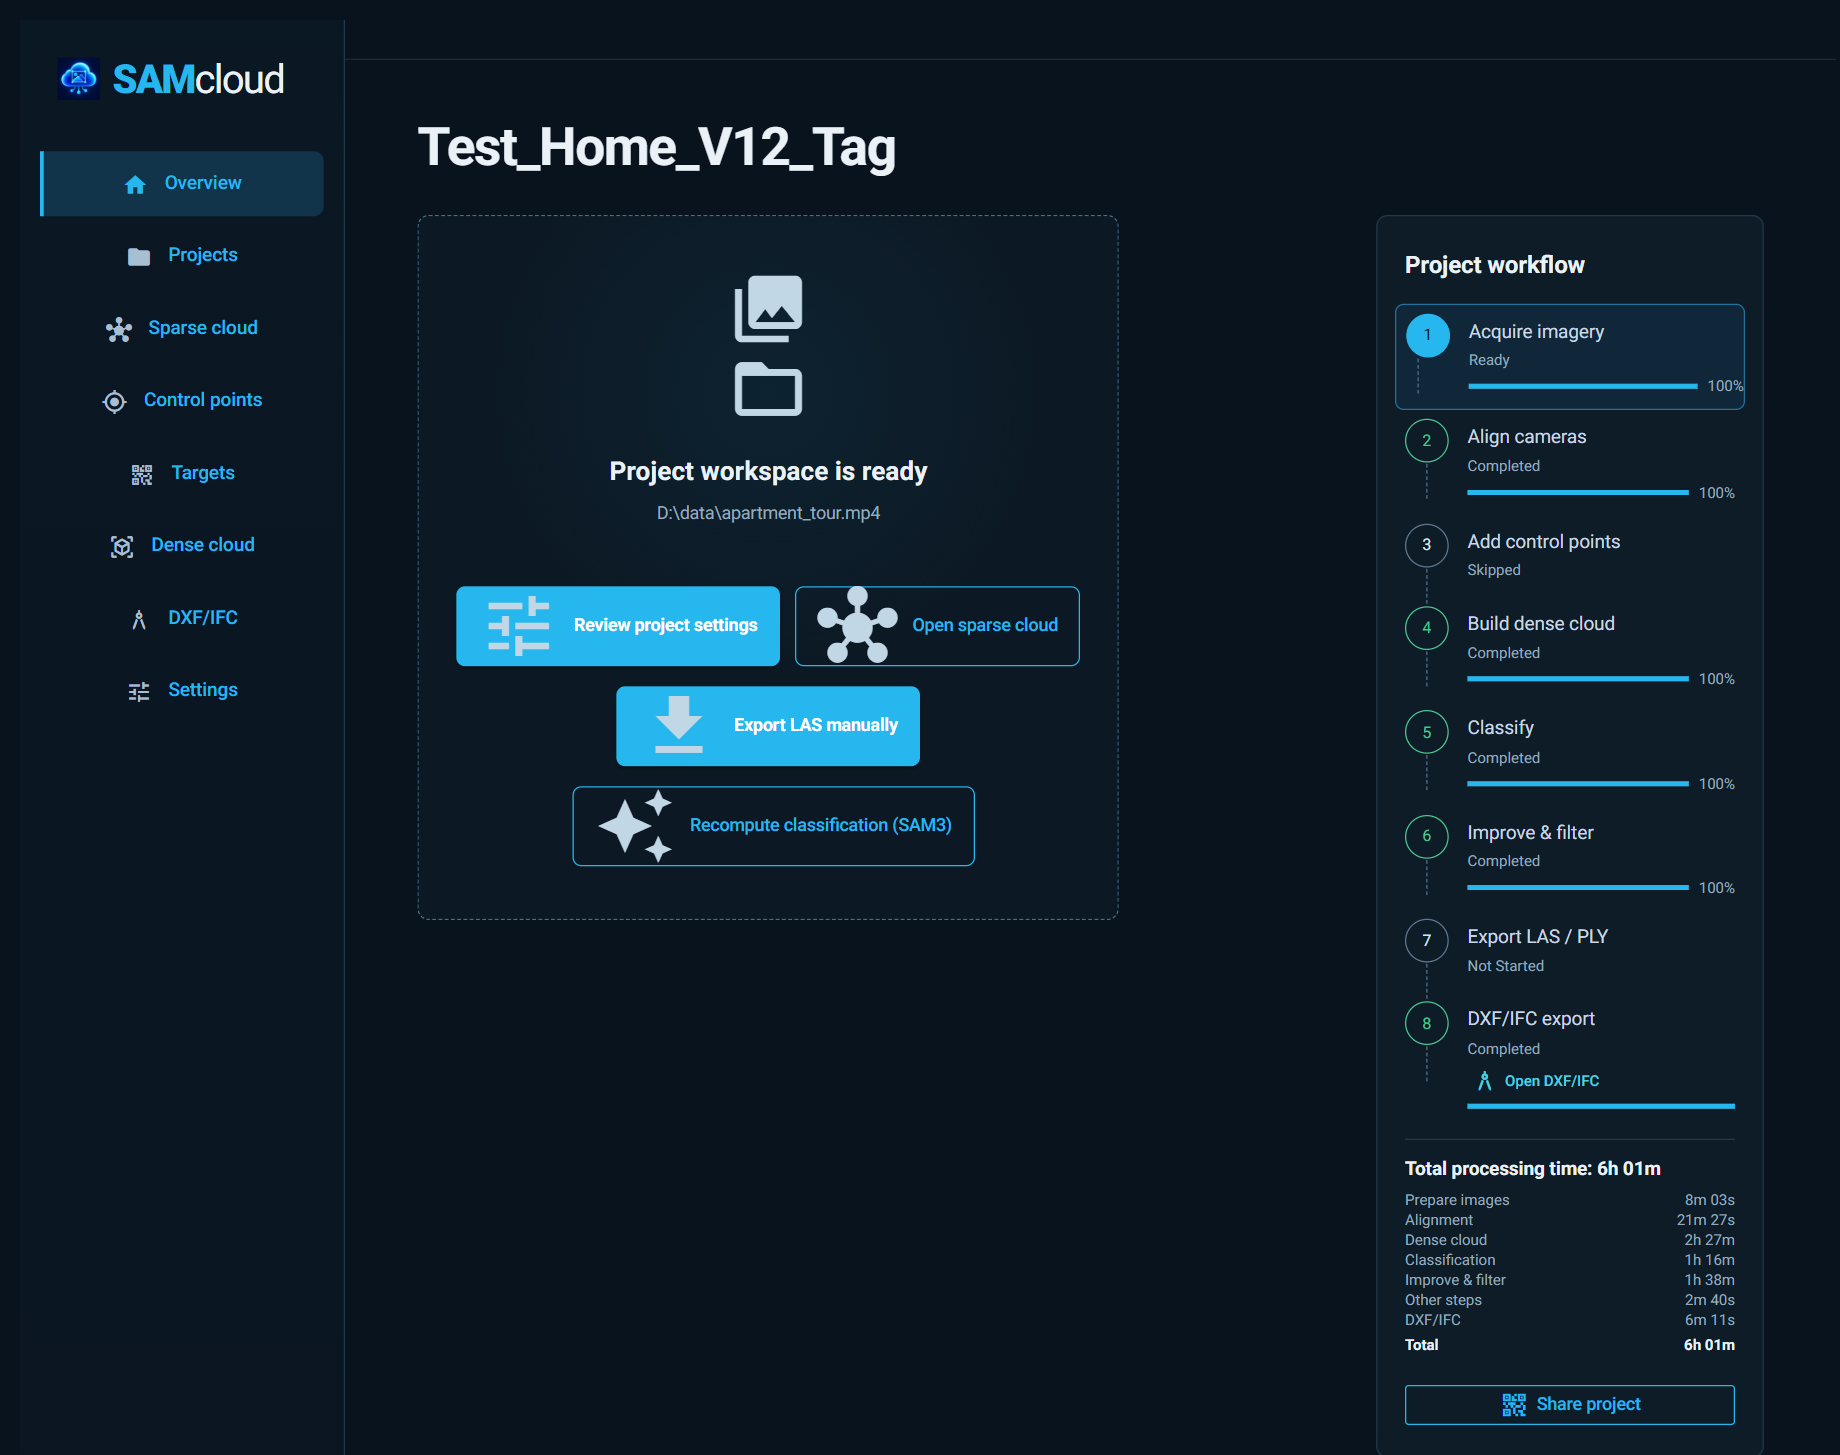 SAMcloud
Overview
Projects
Sparse cloud
Control points
Targets
Dense cloud
DXF/IFC
Settings
Test_Home_V12_Tag
Project workspace is ready
D:\data\apartment_tour.mp4
Review project settings
Open sparse cloud
Export LAS manually
Recompute classification (SAM3)
Project workflow
1
Acquire imagery
Ready
100%
2
Align cameras
Completed
100%
3
Add control points
Skipped
4
Build dense cloud
Completed
100%
5
Classify
Completed
100%
6
Improve & filter
Completed
100%
7
Export LAS / PLY
Not Started
8
DXF/IFC export
Completed
Open DXF/IFC
Total processing time: 6h 01m
Prepare images 8m 03s
Alignment 21m 27s
Dense cloud 2h 27m
Classification 1h 16m
Improve & filter 1h 38m
Other steps 2m 40s
DXF/IFC 6m 11s
Total 6h 01m
Share project